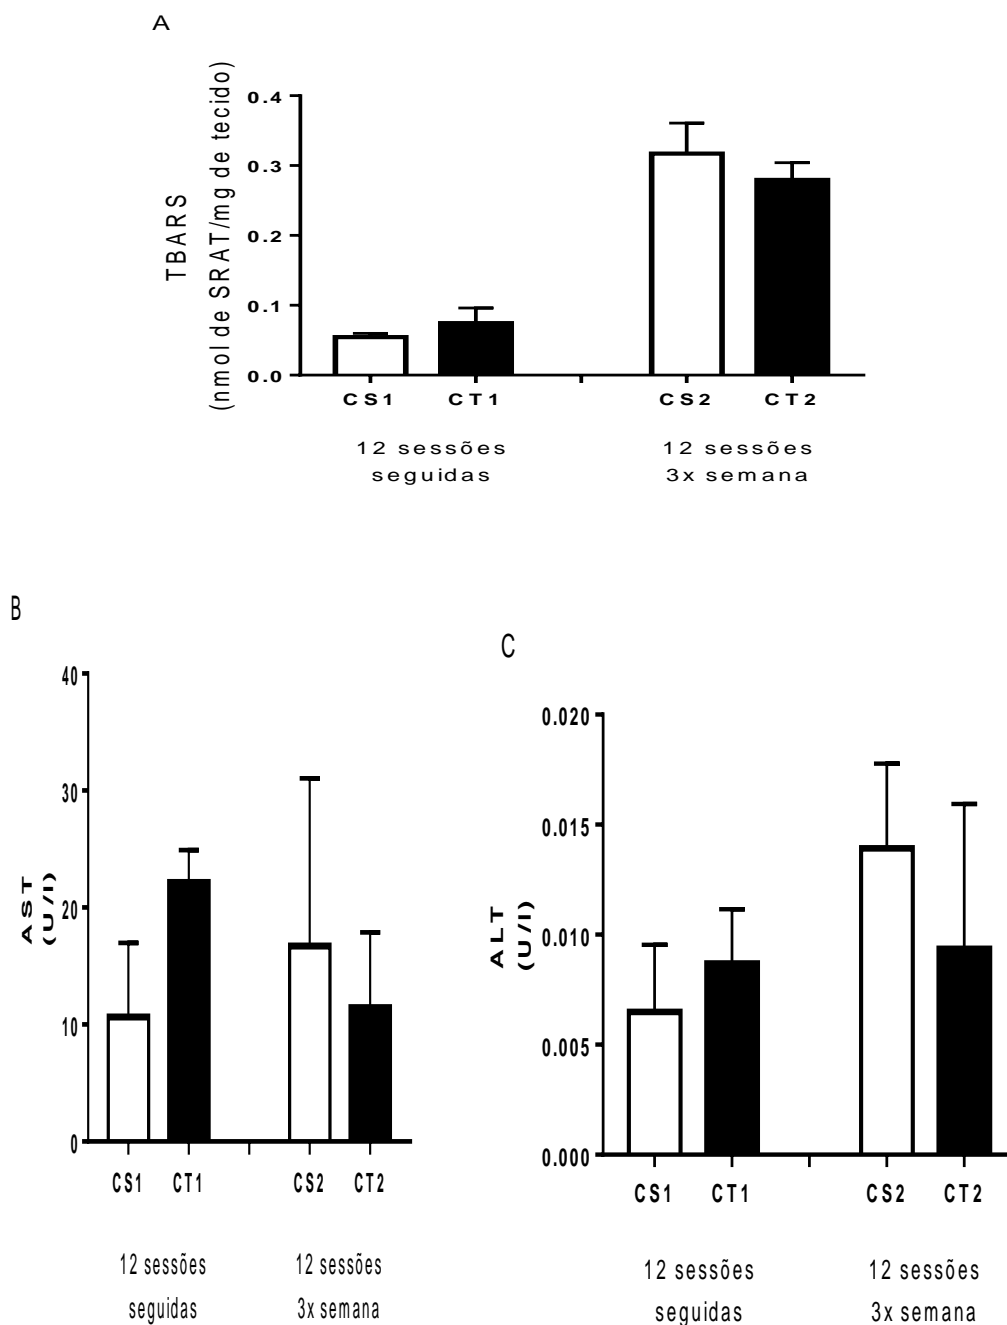 A
TBARS
(nmol de SRAT/mg de tecido)
0.4
0.3
0.2
0.1
0.0
CS1 CT1 CS2 CT2
12 sessões 12 sessões
seguidas 3x semana
B
AST
(U/l)
40
30
20
10
0
CS1 CT1 CS2 CT2
12 sessões 12 sessões
seguidas 3x semana
C
ALT
(U/l)
0.020
0.015
0.010
0.005
0.000
CS1 CT1 CS2 CT2
12 sessões 12 sessões
seguidas 3x semana